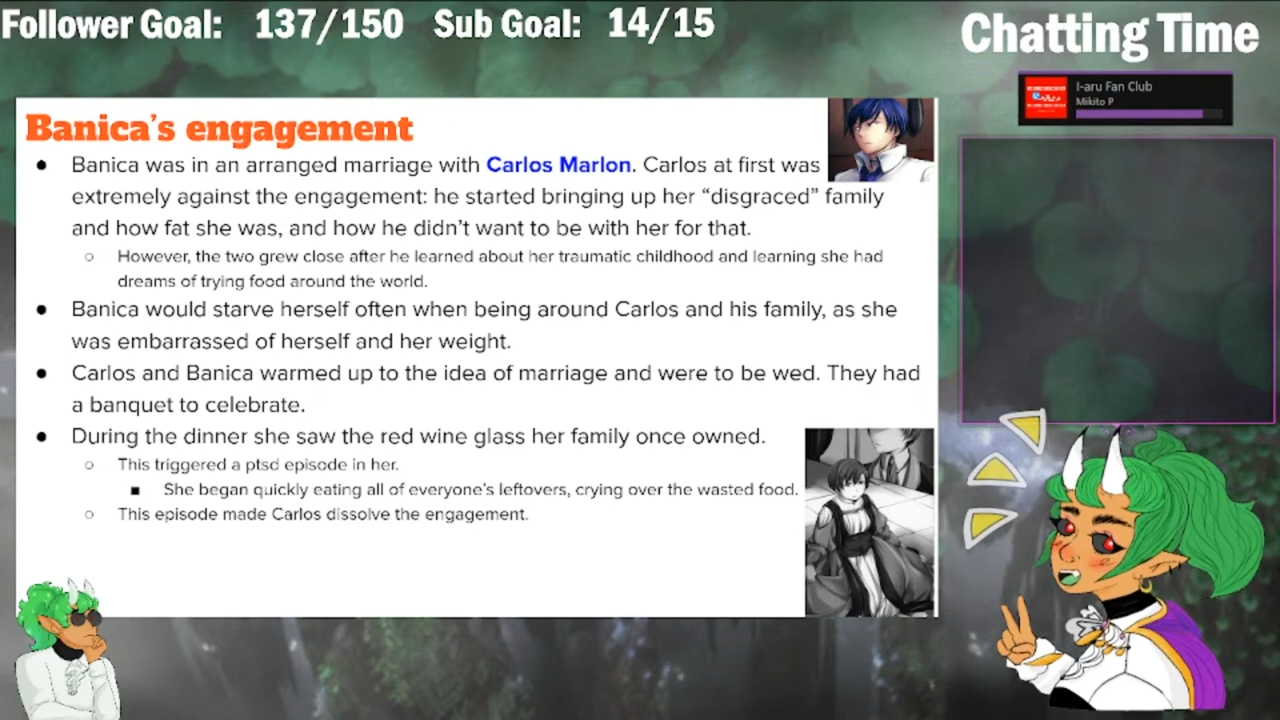 Follower Goal: 137/150 Sub Goal: 14/15
Chatting Time
I-aru Fan Club
Mikito P
Banica's engagement
● Banica was in an arranged marriage with Carlos Marlon. Carlos at first was
extremely against the engagement: he started bringing up her “disgraced” family
and how fat she was, and how he didn't want to be with her for that.
○ However, the two grew close after he learned about her traumatic childhood and learning she had
dreams of trying food around the world.
● Banica would starve herself often when being around Carlos and his family, as she
was embarrassed of herself and her weight.
● Carlos and Banica warmed up to the idea of marriage and were to be wed. They had
a banquet to celebrate.
● During the dinner she saw the red wine glass her family once owned.
○ This triggered a ptsd episode in her.
■ She began quickly eating all of everyone's leftovers, crying over the wasted food.
○ This episode made Carlos dissolve the engagement.